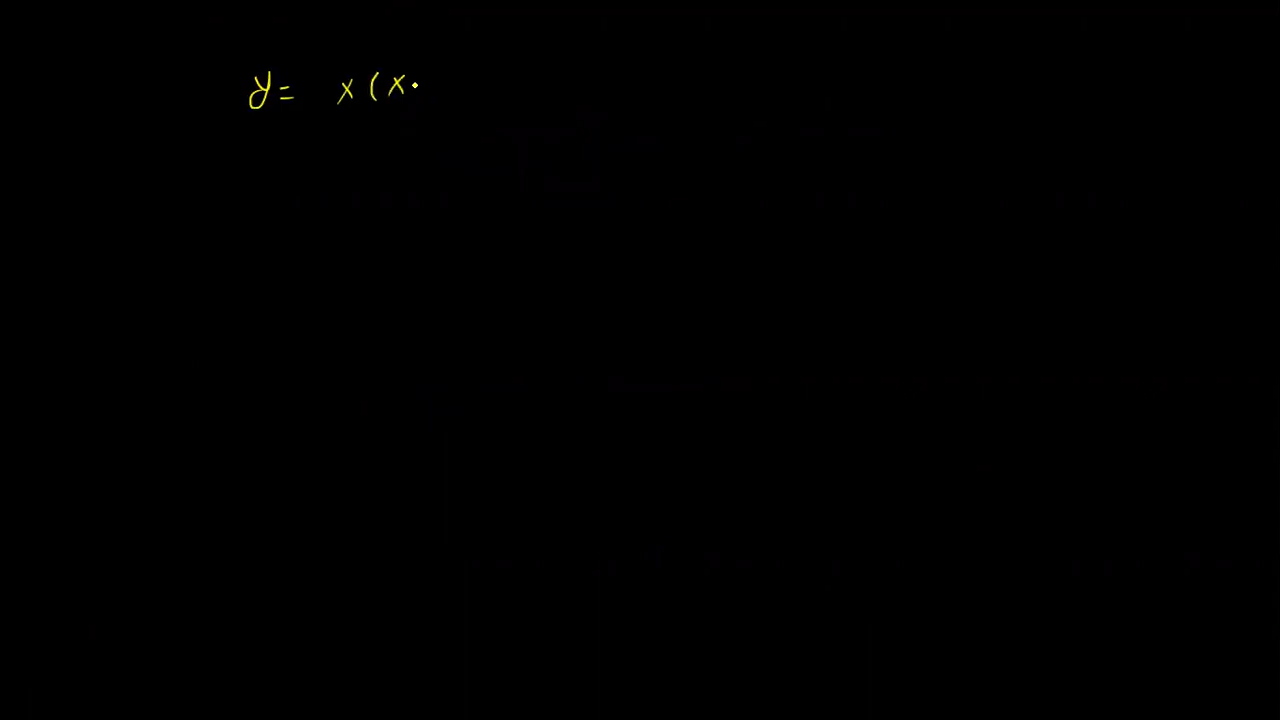 y = x (x